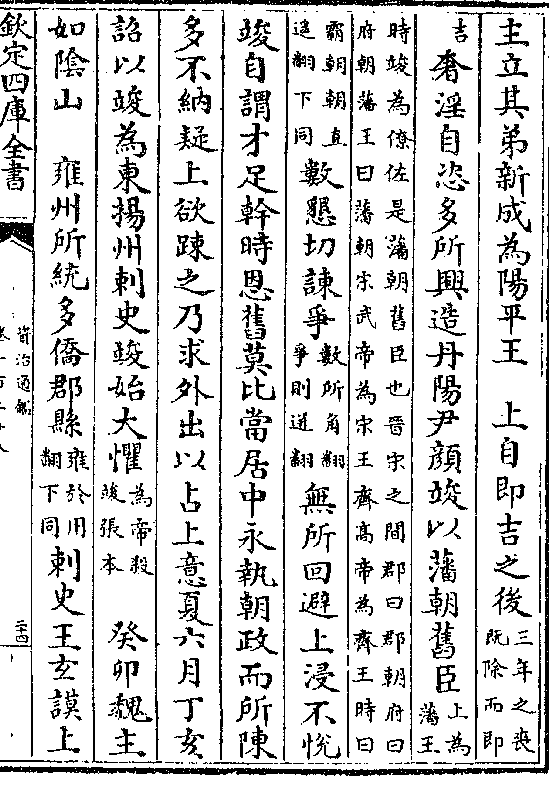 主立其弟新成為陽平王　上自即吉之後三年之喪既除而即
吉奢淫自恣多所興造丹陽尹顏竣以藩朝舊臣上為藩王
時竣為僚佐是藩朝舊臣也晉宋之間郡曰郡朝府曰
府朝藩王曰藩朝宋武帝為宋王齊高帝為齊王時曰
霸朝朝直遥翻下同數懇切諫爭數所角翻爭則迸翻無所回避上浸不悅
竣自謂才足幹時恩舊莫比當居中永執朝政而所陳
多不納疑上欲踈之乃求外出以占上意夏六月丁亥
詔以竣為東揚州刺史竣始大懼為帝殺竣張本　癸卯魏主
如陰山　雍州所統多僑郡縣雍於用翻下同刺史王玄謨上
欽定四庫全書
資治通鑑
二十四